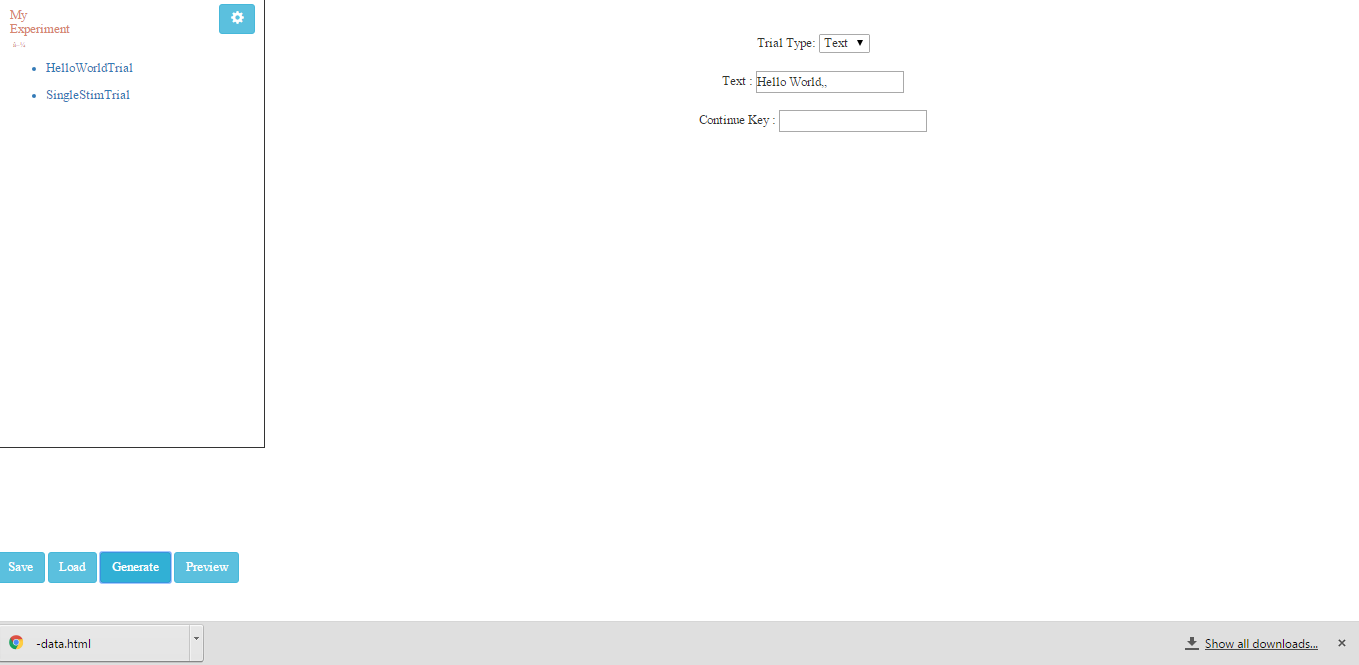 My
Experiment
HelloWorldTrial
SingleStimTrial
Trial Type: Text
Text : Hello World,,
Continue Key :
Save Load Generate Preview
-data.html
Show all downloads...